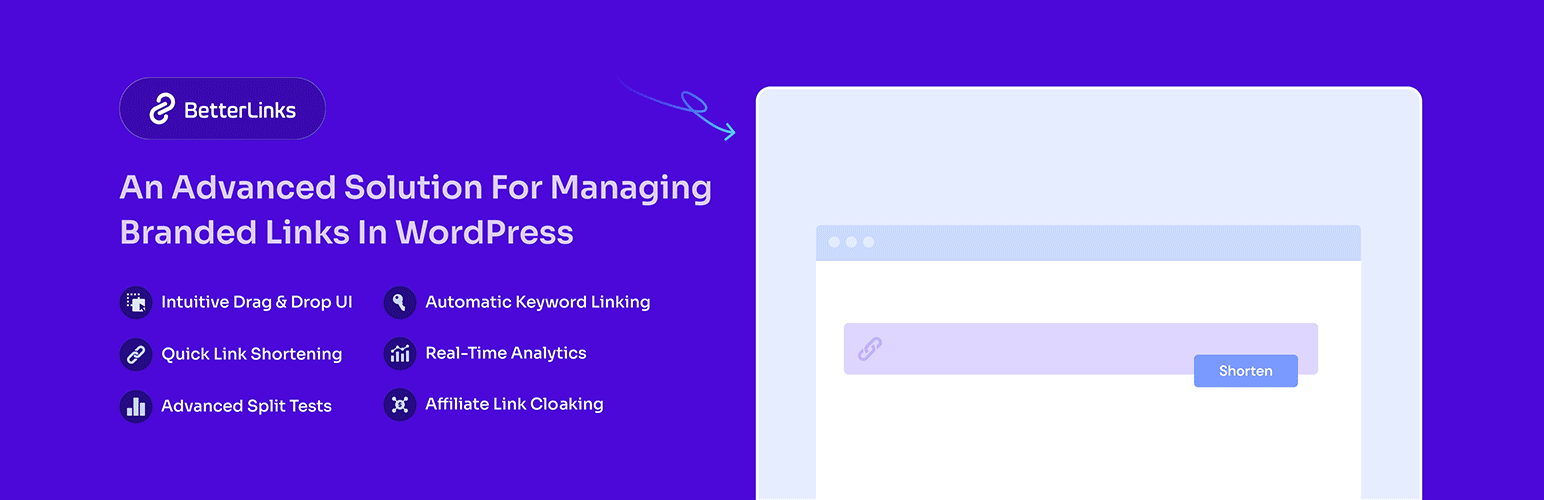 BetterLinks
An Advanced Solution For Managing
Branded Links In WordPress
Intuitive Drag & Drop UI
Automatic Keyword Linking
Quick Link Shortening
Real-Time Analytics
Advanced Split Tests
Affiliate Link Cloaking
Shorten